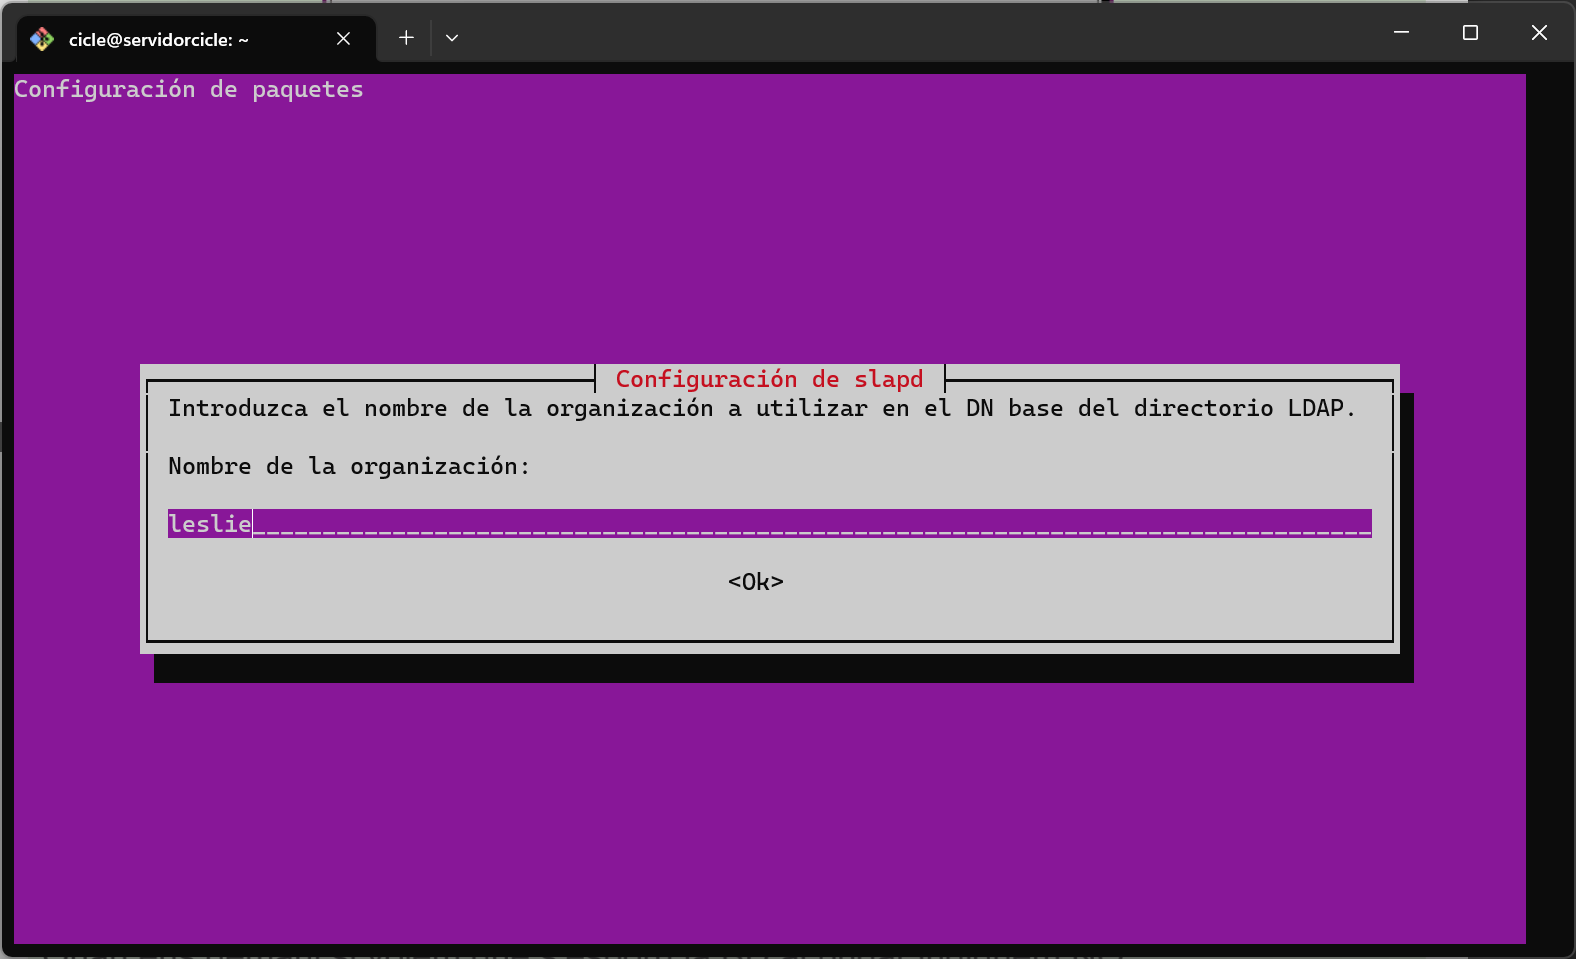 cicle@servidorcicle: ~
Configuración de paquetes
Configuración de slapd
Introduzca el nombre de la organización a utilizar en el DN base del directorio LDAP.
Nombre de la organización:
leslie
<Ok>